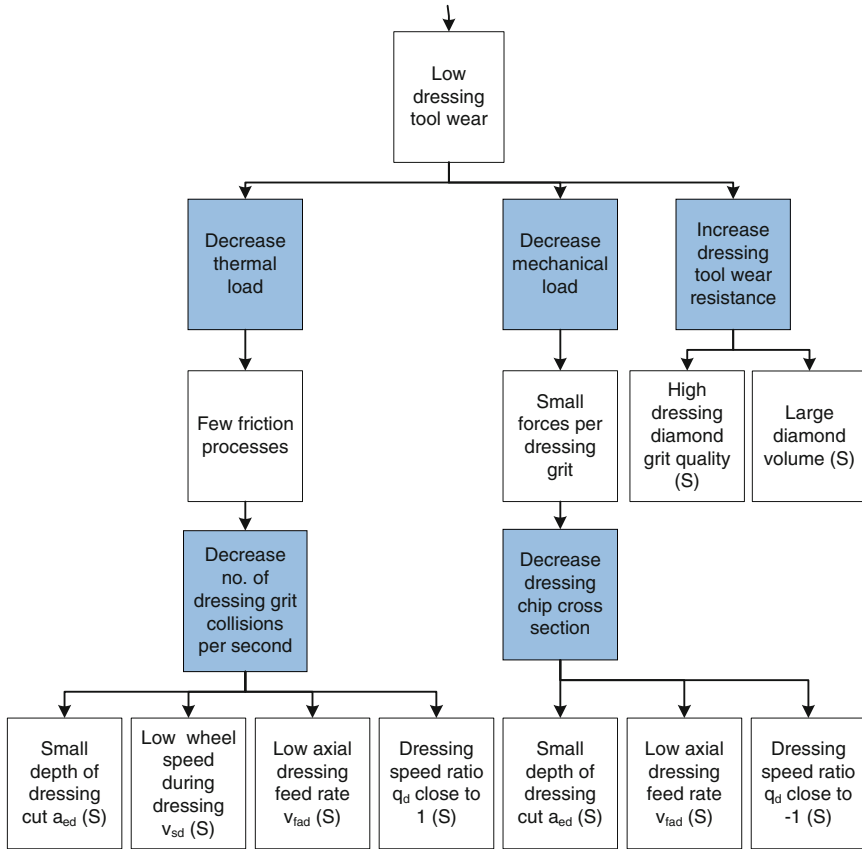 Low
dressing
tool wear
Decrease
thermal
load
Decrease
mechanical
load
Increase
dressing
tool wear
resistance
Few friction
processes
Small
forces per
dressing
grit
High
dressing
diamond
grit quality
(S)
Large
diamond
volume (S)
Decrease
no. of
dressing grit
collisions
per second
Decrease
dressing
chip cross
section
Small
depth of
dressing
cut aed (S)
Low wheel
speed
during
dressing
vsd (S)
Low axial
dressing
feed rate
vfad (S)
Dressing
speed ratio
qd close to
1 (S)
Small
depth of
dressing
cut aed (S)
Low axial
dressing
feed rate
vfad (S)
Dressing
speed ratio
qd close to
-1 (S)